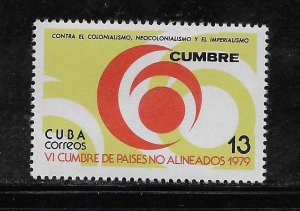 CONTRA EL COLONIALISMO, NEOCOLONIALISMO Y EL IMPERIALISMO
CUMBRE
CUBA
correos
13
VI CUMBRE DE PAISES NO ALINEADOS 1979